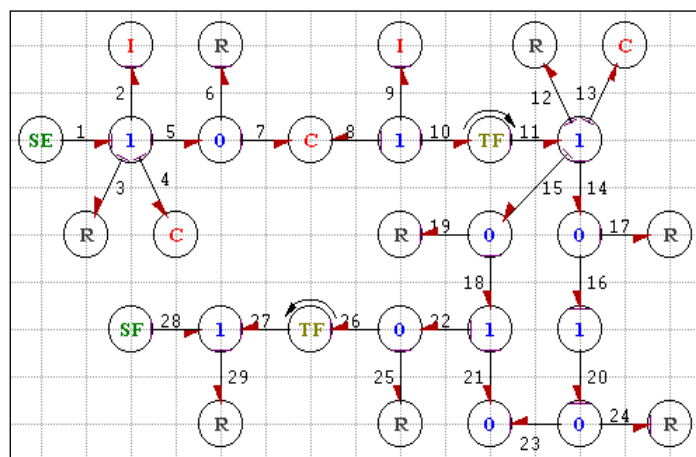 I R I R C
2 6 9 12 13
SE 1 1 5 0 7 C 8 1 10 TF 11 1
3 4 15 14
R C R 19 0 0 17 R
18 16
SF 28 1 27 TF 26 0 22 1 1
29 25 21 20
R R 0 23 0 24 R